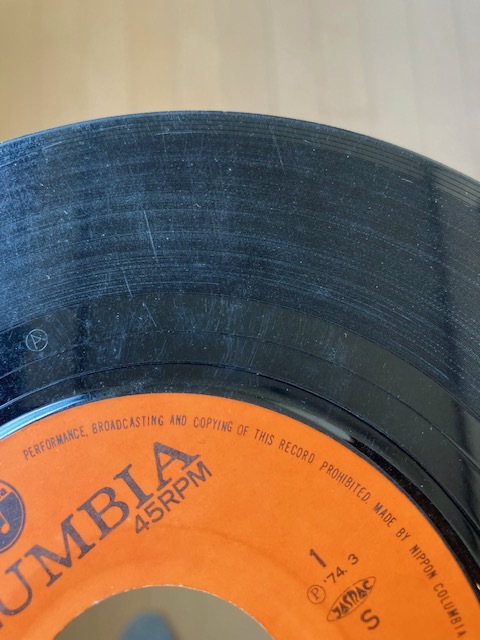 PERFORMANCE, BROADCASTING AND COPYING OF THIS RECORD PROHIBITED. MADE BY NIPPON COLUMBIA
UMBIA
45RPM
1
Ⓟ '74. 3
JASRAC
S
A